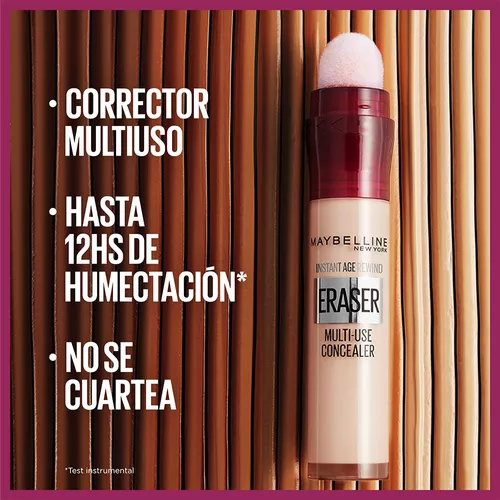 • CORRECTOR
MULTIUSO
• HASTA
12HS DE
HUMECTACIÓN*
• NO SE
CUARTEA
*Test instrumental
MAYBELLINE
NEW YORK
INSTANT AGE REWIND
ERASER
MULTI-USE
CONCEALER